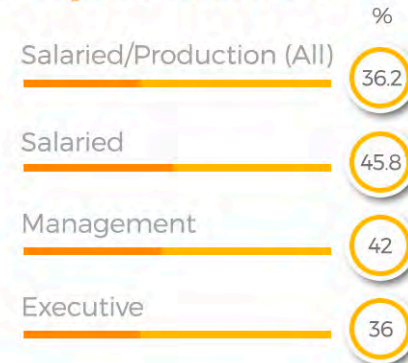 %
Salaried/Production (All)
36.2
Salaried
45.8
Management
42
Executive
36